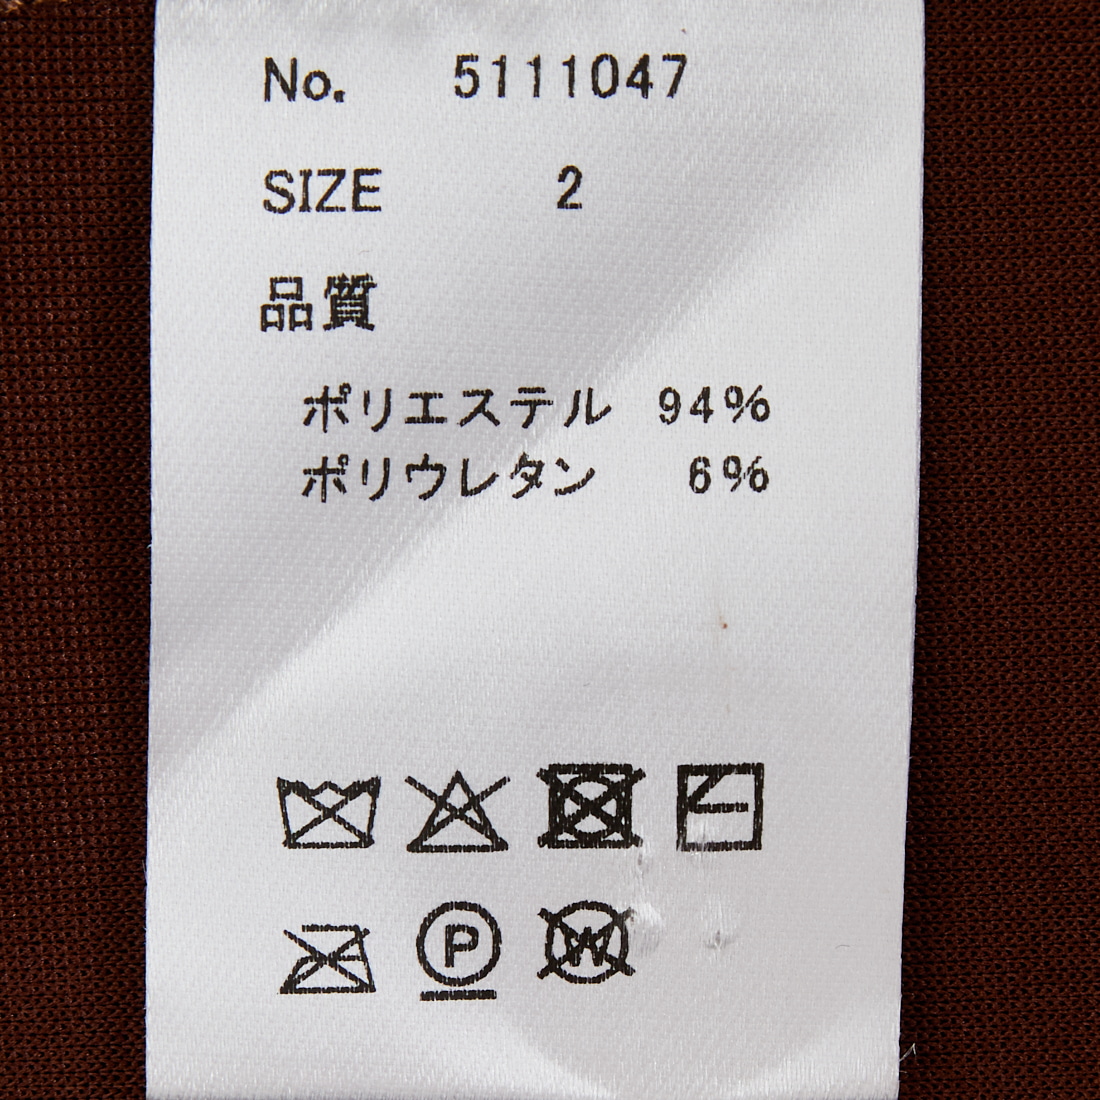 No. 5111047
SIZE 2
品質
ポリエステル 94%
ポリウレタン 6%
P W